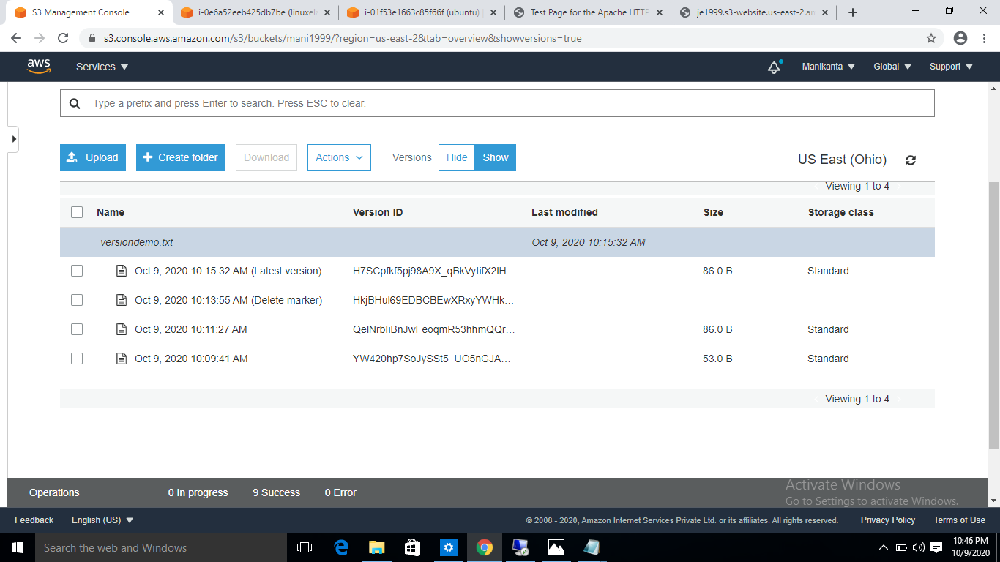 S3 Management Console
i-0e6a52eeb425db7be (linuxel
i-01f53e1663c85f66f (ubuntu)
Test Page for the Apache HTTP
je1999.s3-website.us-east-2.am
s3.console.aws.amazon.com/s3/buckets/mani1999/?region=us-east-2&tab=overview&showversions=true
aws
Services
Manikanta
Global
Support
Type a prefix and press Enter to search. Press ESC to clear.
Upload
Create folder
Download
Actions
Versions
Hide
Show
US East (Ohio)
Viewing 1 to 4
Name Version ID Last modified Size Storage class
versiondemo.txt Oct 9, 2020 10:15:32 AM
Oct 9, 2020 10:15:32 AM (Latest version) H7SCpfkf5pj98A9X_qBkVyIifX2IH... 86.0 B Standard
Oct 9, 2020 10:13:55 AM (Delete marker) HkjBHul69EDBCBEwXRxyYWHk... -- --
Oct 9, 2020 10:11:27 AM QelNrbIiBnJwFeoqmR53hhmQQr... 86.0 B Standard
Oct 9, 2020 10:09:41 AM YW420hp7SoJySSt5_UO5nGJA... 53.0 B Standard
Viewing 1 to 4
Operations 0 In progress 9 Success 0 Error
Activate Windows
Go to Settings to activate Windows.
Feedback English (US) © 2008 - 2020, Amazon Internet Services Private Ltd. or its affiliates. All rights reserved. Privacy Policy Terms of Use
Search the web and Windows
10:46 PM
10/9/2020